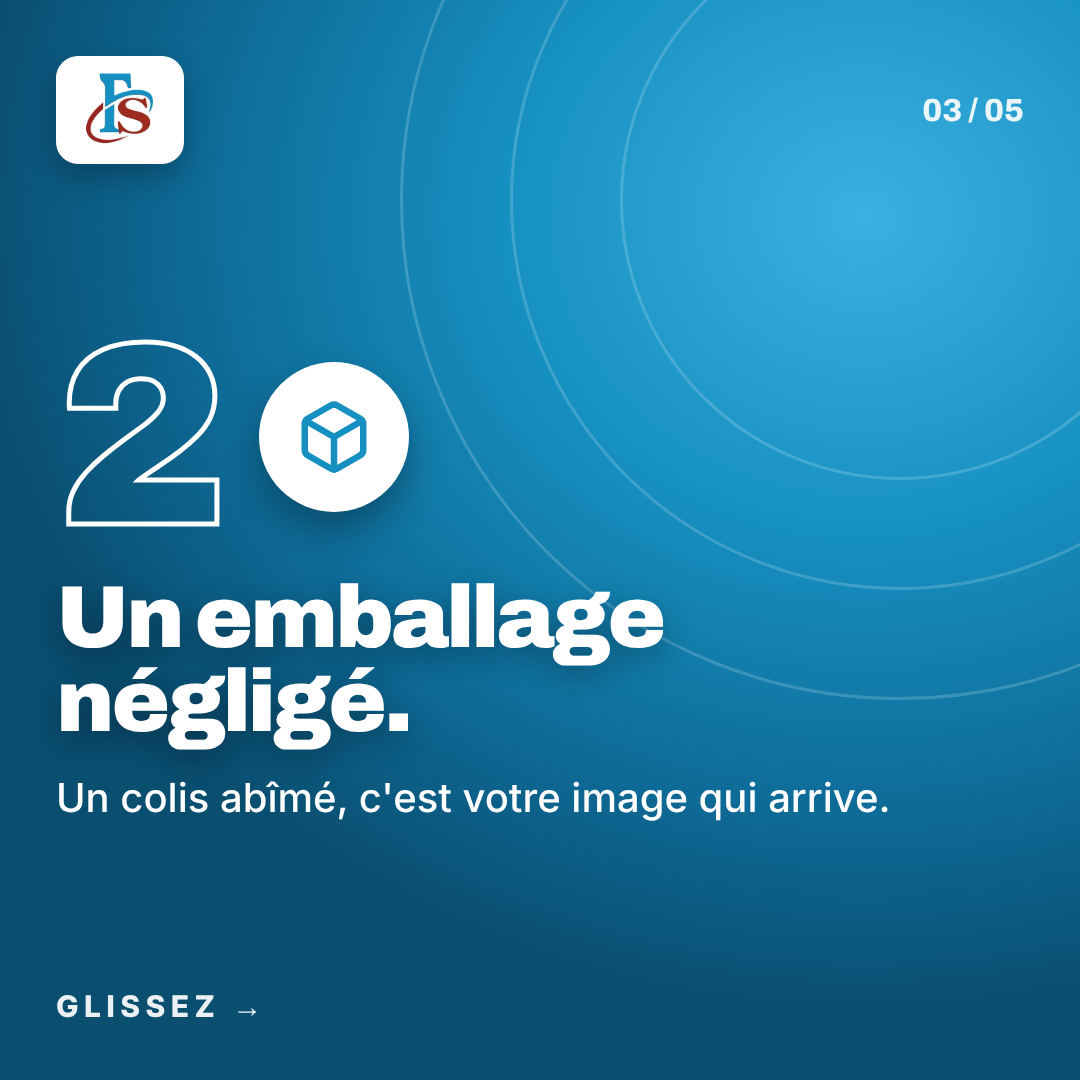 FS
03 / 05
2
Un emballage
négligé.
Un colis abîmé, c'est votre image qui arrive.
GLISSEZ →